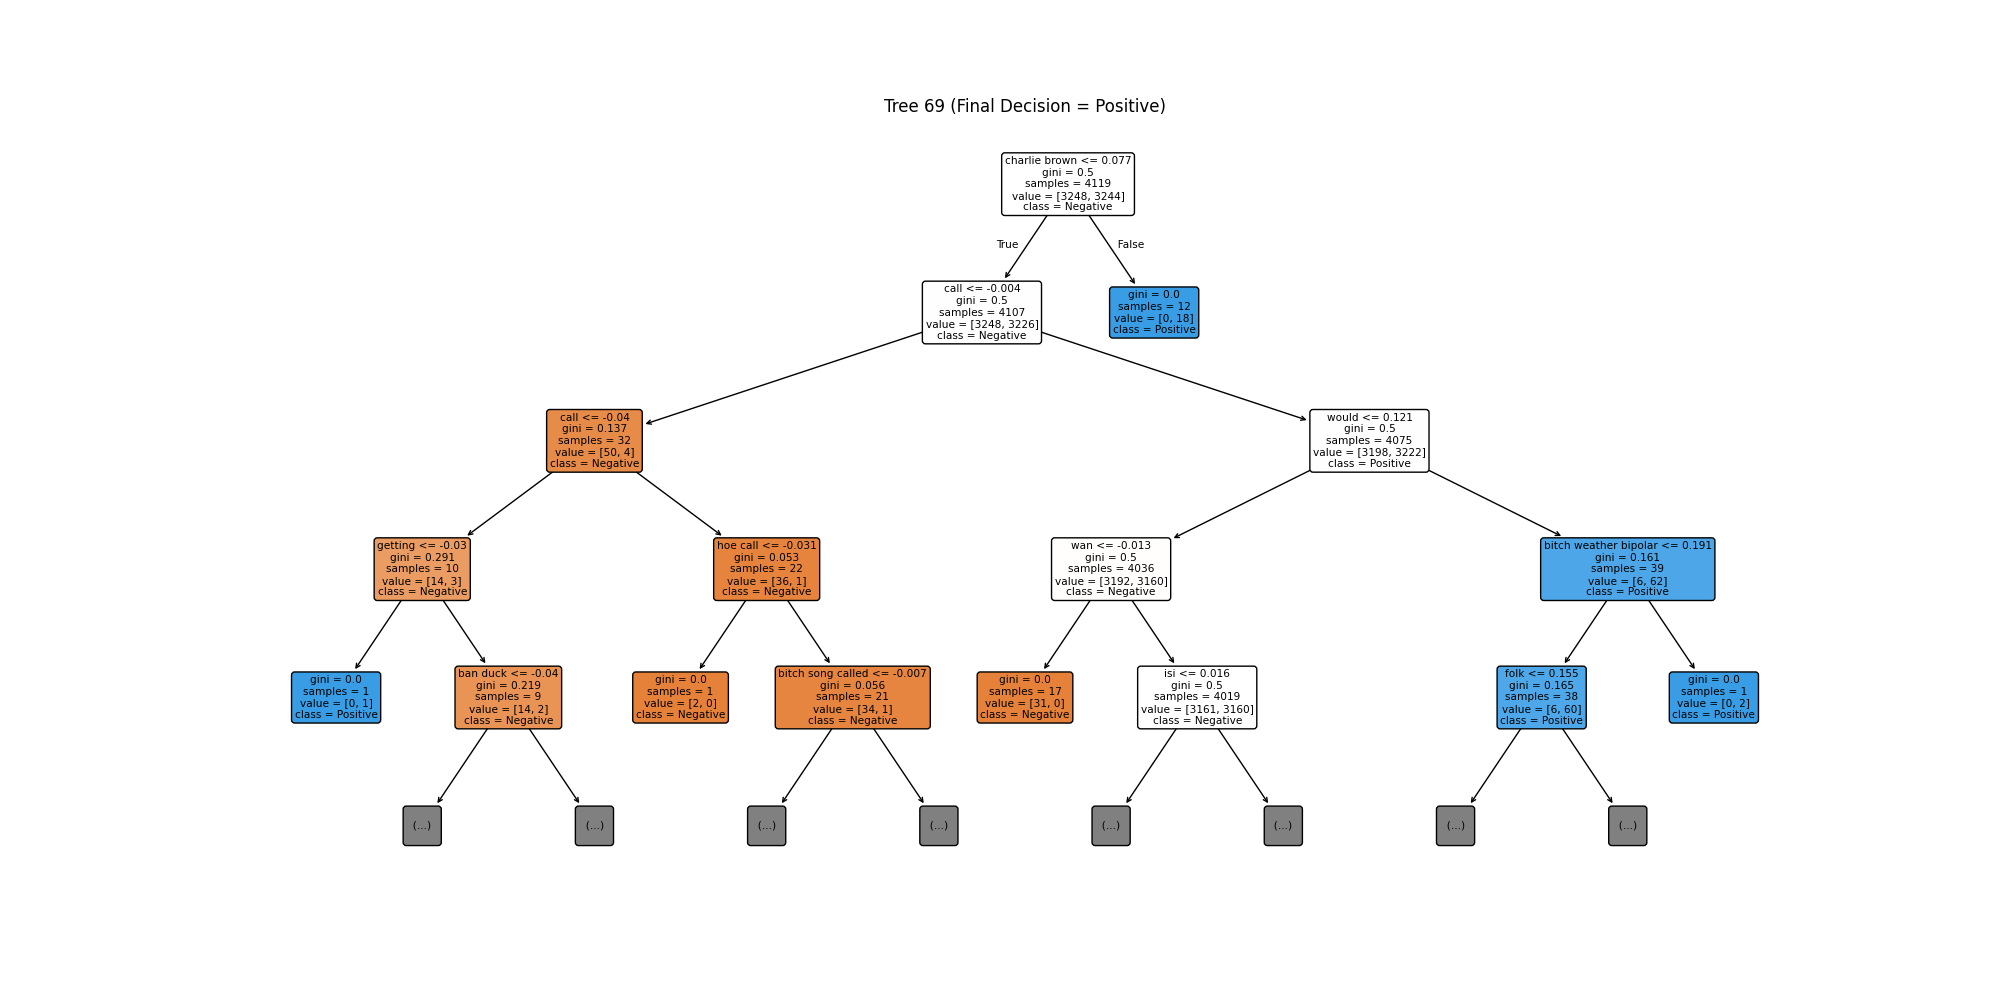 Tree 69 (Final Decision = Positive)
charlie brown <= 0.077
gini = 0.5
samples = 4119
value = [3248, 3244]
class = Negative
True
False
call <= -0.004
gini = 0.5
samples = 4107
value = [3248, 3226]
class = Negative
gini = 0.0
samples = 12
value = [0, 18]
class = Positive
call <= -0.04
gini = 0.137
samples = 32
value = [50, 4]
class = Negative
would <= 0.121
gini = 0.5
samples = 4075
value = [3198, 3222]
class = Positive
getting <= -0.03
gini = 0.291
samples = 10
value = [14, 3]
class = Negative
hoe call <= -0.031
gini = 0.053
samples = 22
value = [36, 1]
class = Negative
wan <= -0.013
gini = 0.5
samples = 4036
value = [3192, 3160]
class = Negative
bitch weather bipolar <= 0.191
gini = 0.161
samples = 39
value = [6, 62]
class = Positive
gini = 0.0
samples = 1
value = [0, 1]
class = Positive
ban duck <= -0.04
gini = 0.219
samples = 9
value = [14, 2]
class = Negative
gini = 0.0
samples = 1
value = [2, 0]
class = Negative
bitch song called <= -0.007
gini = 0.056
samples = 21
value = [34, 1]
class = Negative
gini = 0.0
samples = 17
value = [31, 0]
class = Negative
isi <= 0.016
gini = 0.5
samples = 4019
value = [3161, 3160]
class = Negative
folk <= 0.155
gini = 0.165
samples = 38
value = [6, 60]
class = Positive
gini = 0.0
samples = 1
value = [0, 2]
class = Positive
(...)
(...)
(...)
(...)
(...)
(...)
(...)
(...)